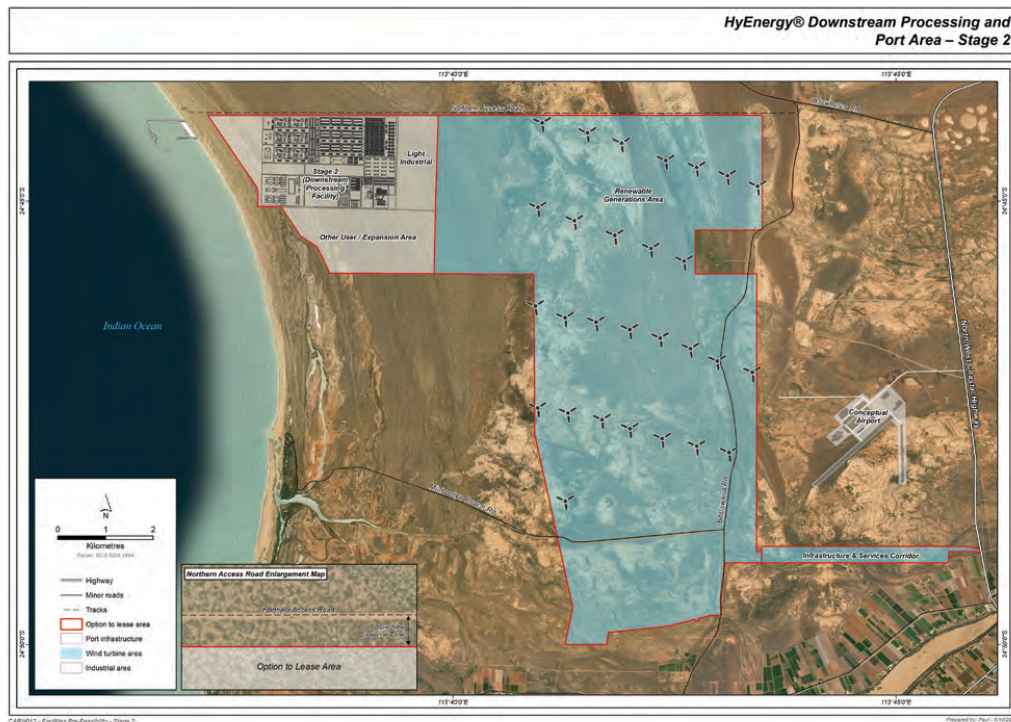 HyEnergy® Downstream Processing and
Port Area – Stage 2
113°40'0"E
113°45'0"E
Northern Access Road
24°45'0"S
24°45'0"S
Light
Industrial
Stage 2
(Downstream
Processing
Facility)
Renewable
Generations Area
Other User / Expansion Area
Indian Ocean
North West Coastal Highway
Conceptual
Airport
Bibbawarra Rd
Infrastructure & Services Corridor
N
0 1 2
Kilometres
Highway
Minor roads
Tracks
Option to lease area
Port infrastructure
Wind turbine area
Industrial area
Northern Access Road Enlargement Map
Northern Access Road
Option to Lease Area
24°50'0"S
24°50'0"S
113°40'0"E
113°45'0"E